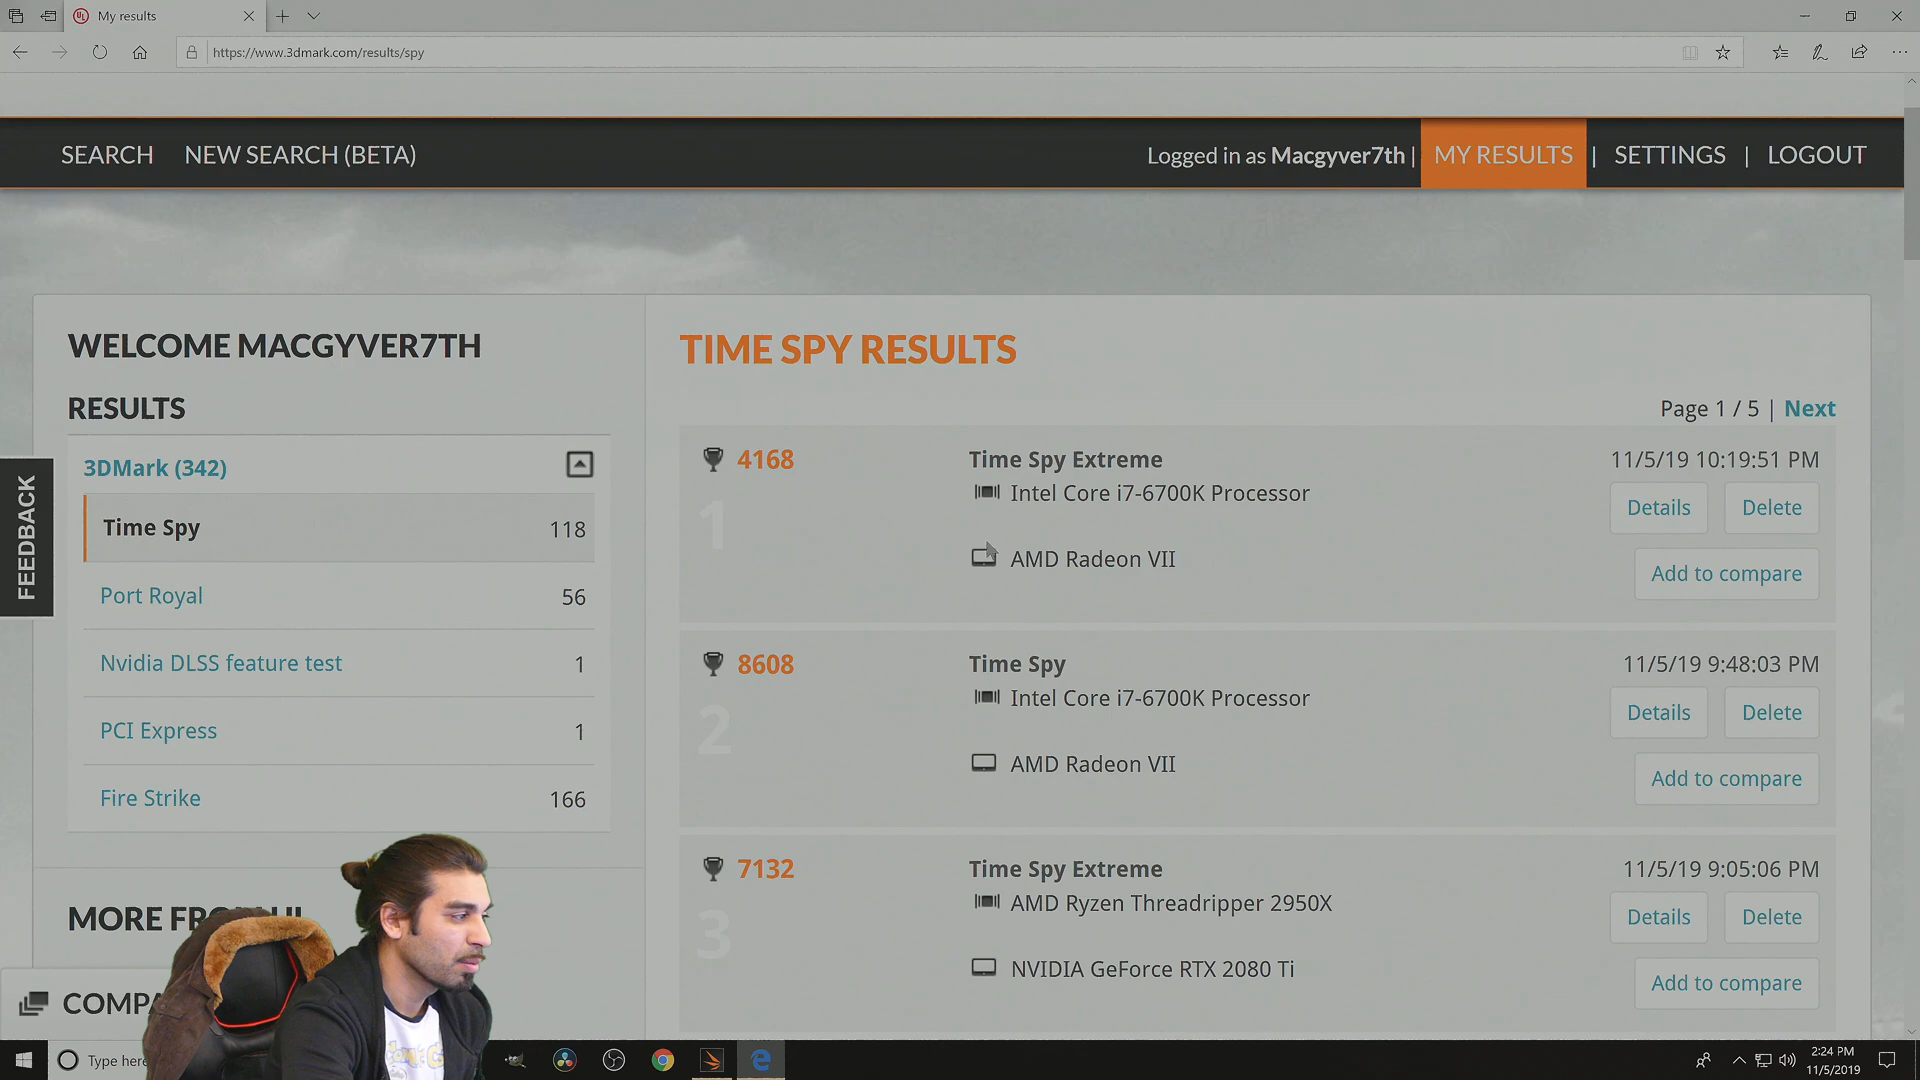 My results
https://www.3dmark.com/results/spy
SEARCH NEW SEARCH (BETA) Logged in as Macgyver7th | MY RESULTS | SETTINGS | LOGOUT
WELCOME MACGYVER7TH
RESULTS
3DMark (342)
Time Spy 118
Port Royal 56
Nvidia DLSS feature test 1
PCI Express 1
Fire Strike 166
MORE FROM UL
COMPA
FEEDBACK
TIME SPY RESULTS
Page 1 / 5 | Next
4168 Time Spy Extreme 11/5/19 10:19:51 PM
1 Intel Core i7-6700K Processor Details Delete
AMD Radeon VII Add to compare
8608 Time Spy 11/5/19 9:48:03 PM
2 Intel Core i7-6700K Processor Details Delete
AMD Radeon VII Add to compare
7132 Time Spy Extreme 11/5/19 9:05:06 PM
3 AMD Ryzen Threadripper 2950X Details Delete
NVIDIA GeForce RTX 2080 Ti Add to compare
Type here
2:24 PM
11/5/2019